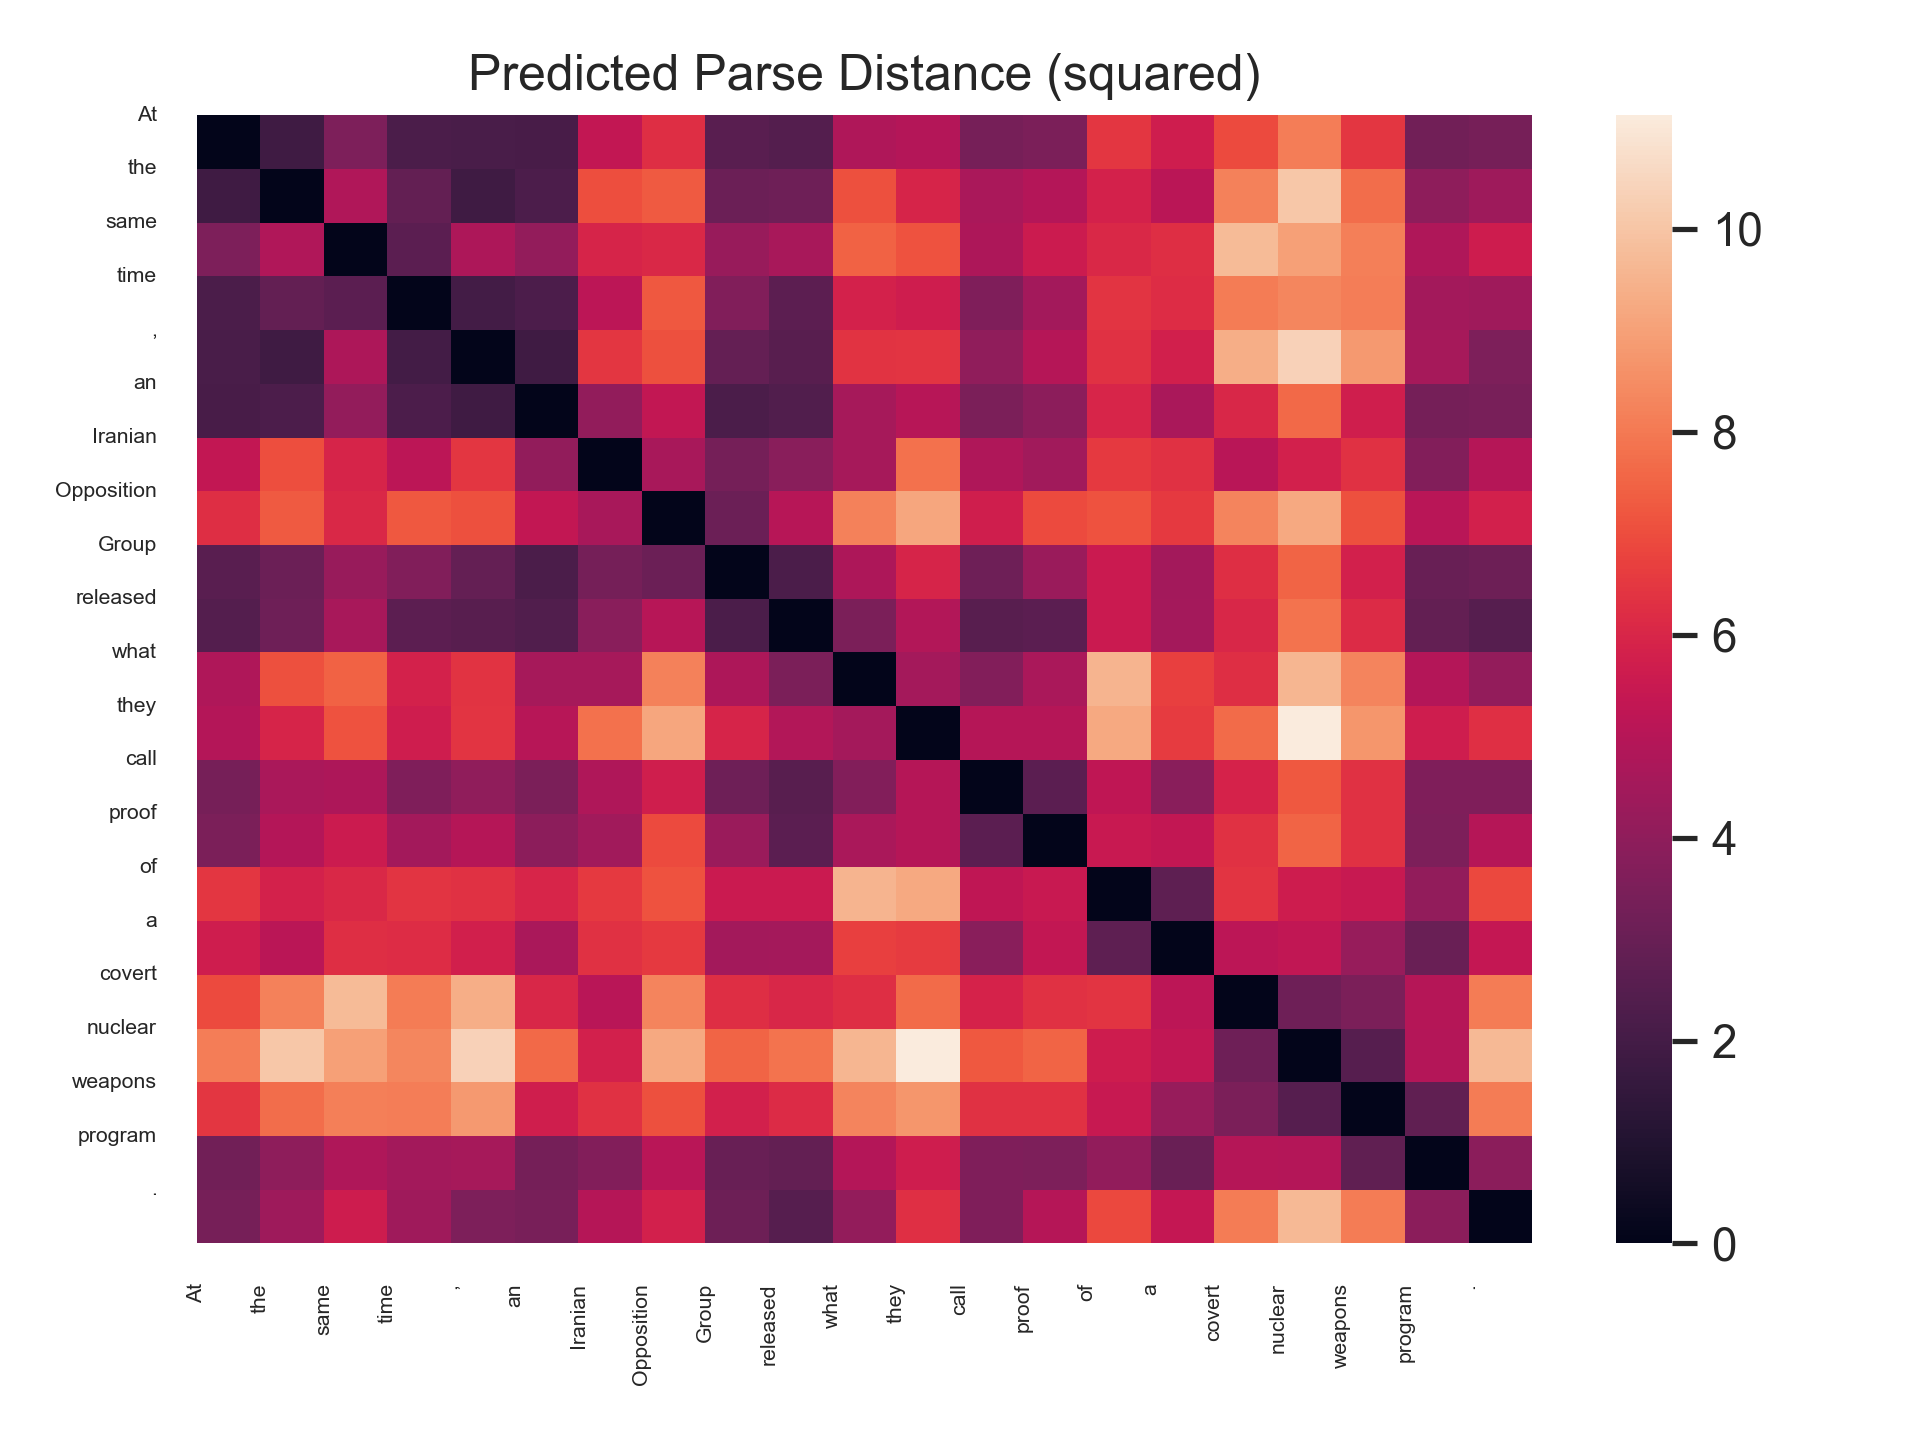 Predicted Parse Distance (squared)
At
the
same
time
,
an
Iranian
Opposition
Group
released
what
they
call
proof
of
a
covert
nuclear
weapons
program
.
10
8
6
4
2
0
At
the
same
time
,
an
Iranian
Opposition
Group
released
what
they
call
proof
of
a
covert
nuclear
weapons
program
.